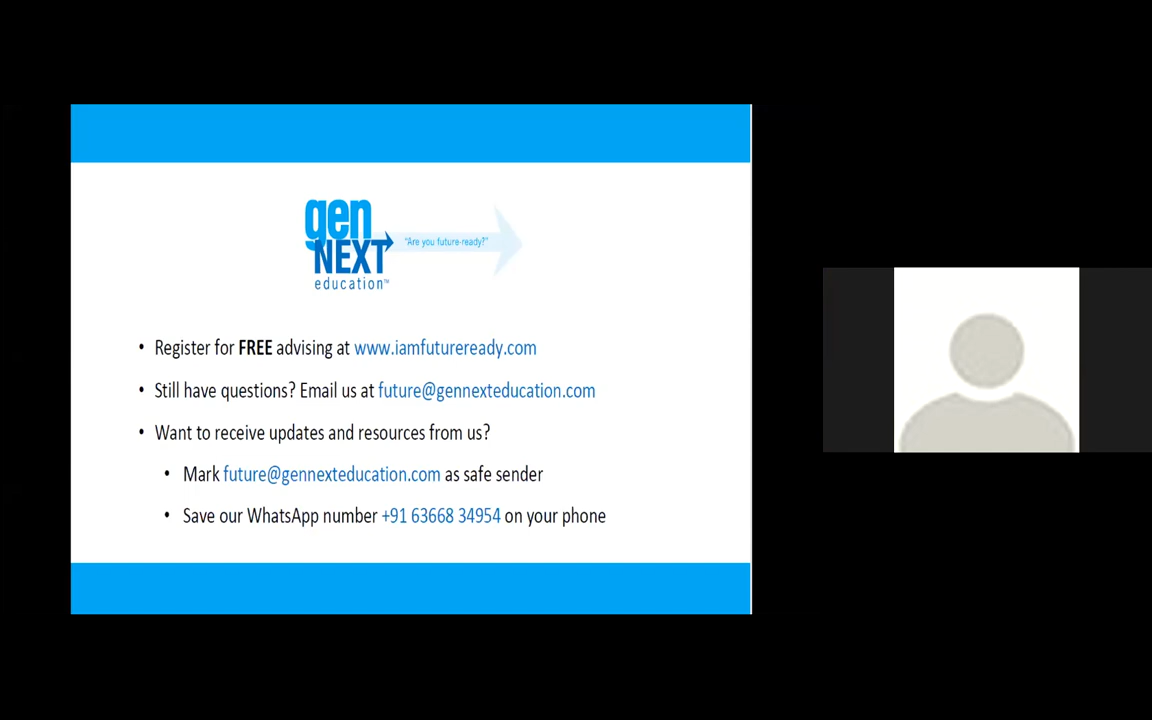 gen
NEXT
education™
"Are you future-ready?"
• Register for FREE advising at www.iamfutureready.com
• Still have questions? Email us at future@gennexteducation.com
• Want to receive updates and resources from us?
• Mark future@gennexteducation.com as safe sender
• Save our WhatsApp number +91 63668 34954 on your phone